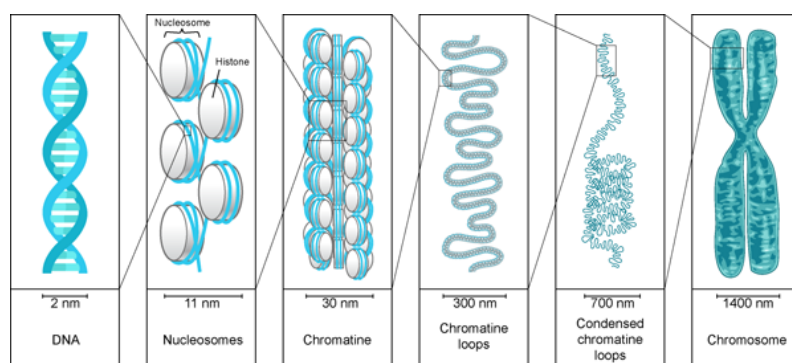 Nucleosome
Histone
2 nm
11 nm
30 nm
300 nm
700 nm
1400 nm
DNA
Nucleosomes
Chromatine
Chromatine
loops
Condensed
chromatine
loops
Chromosome